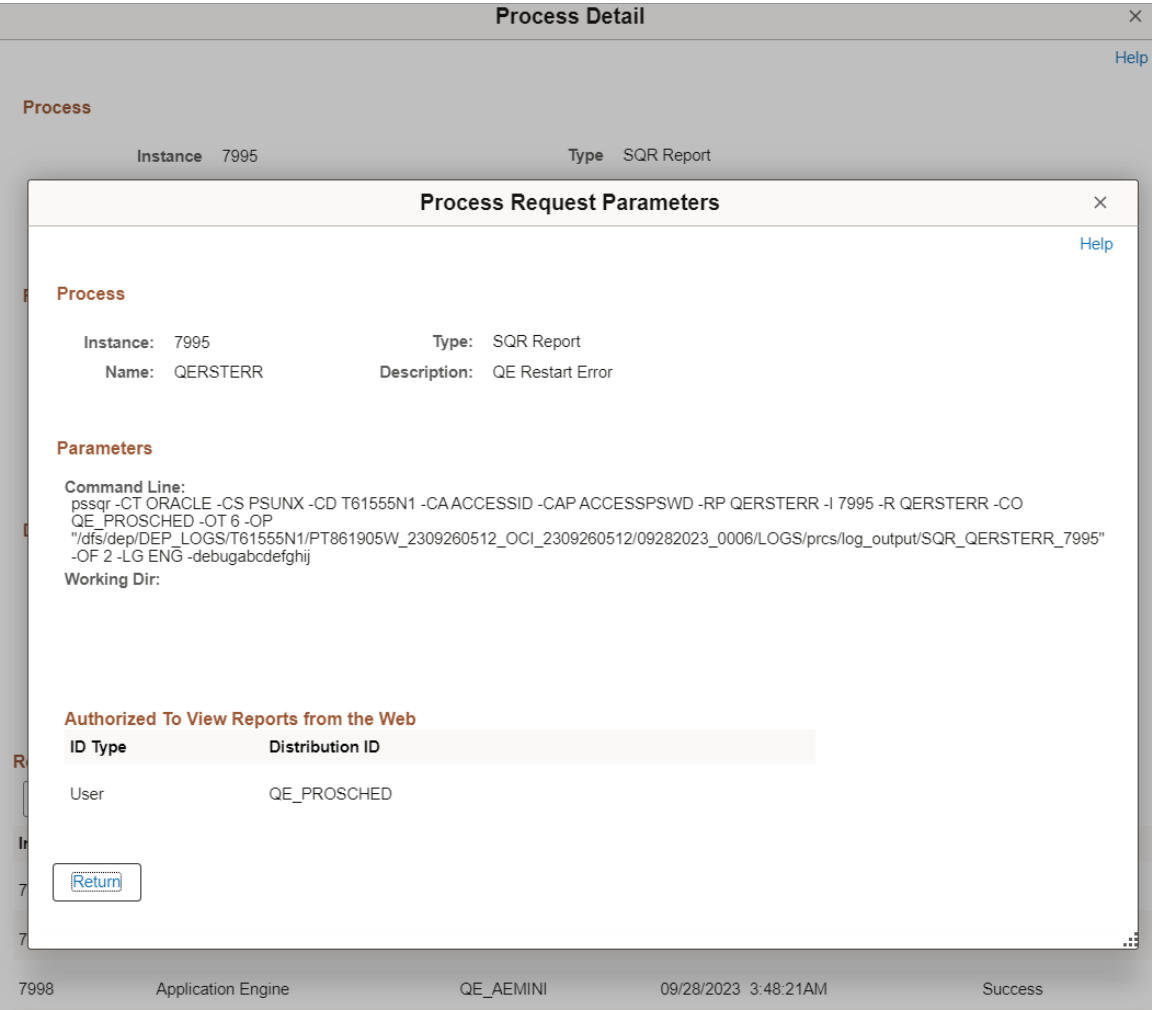 Process Detail
Help
Process
Instance 7995 Type SQR Report
Process Request Parameters
Help
Process
Instance: 7995 Type: SQR Report
Name: QERSTERR Description: QE Restart Error
Parameters
Command Line:
pssqr -CT ORACLE -CS PSUNX -CD T61555N1 -CA ACCESSID -CAP ACCESSPSWD -RP QERSTERR -I 7995 -R QERSTERR -CO
QE_PROSCHED -OT 6 -OP
"/dfs/dep/DEP_LOGS/T61555N1/PT861905W_2309260512_OCI_2309260512/09282023_0006/LOGS/prcs/log_output/SQR_QERSTERR_7995"
-OF 2 -LG ENG -debugabcdefghij
Working Dir:
Authorized To View Reports from the Web
ID Type Distribution ID
User QE_PROSCHED
Return
7998 Application Engine QE_AEMINI 09/28/2023 3:48:21AM Success